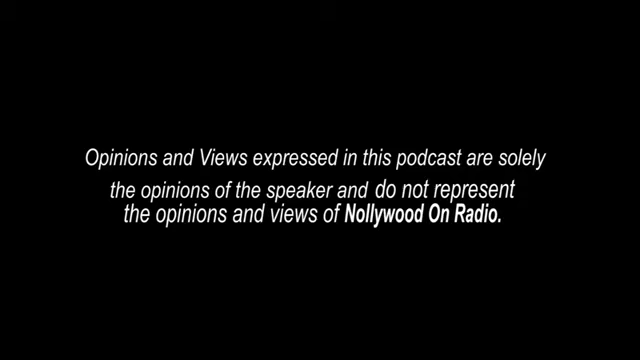 Opinions and Views expressed in this podcast are solely
the opinions of the speaker and do not represent
the opinions and views of Nollywood On Radio.